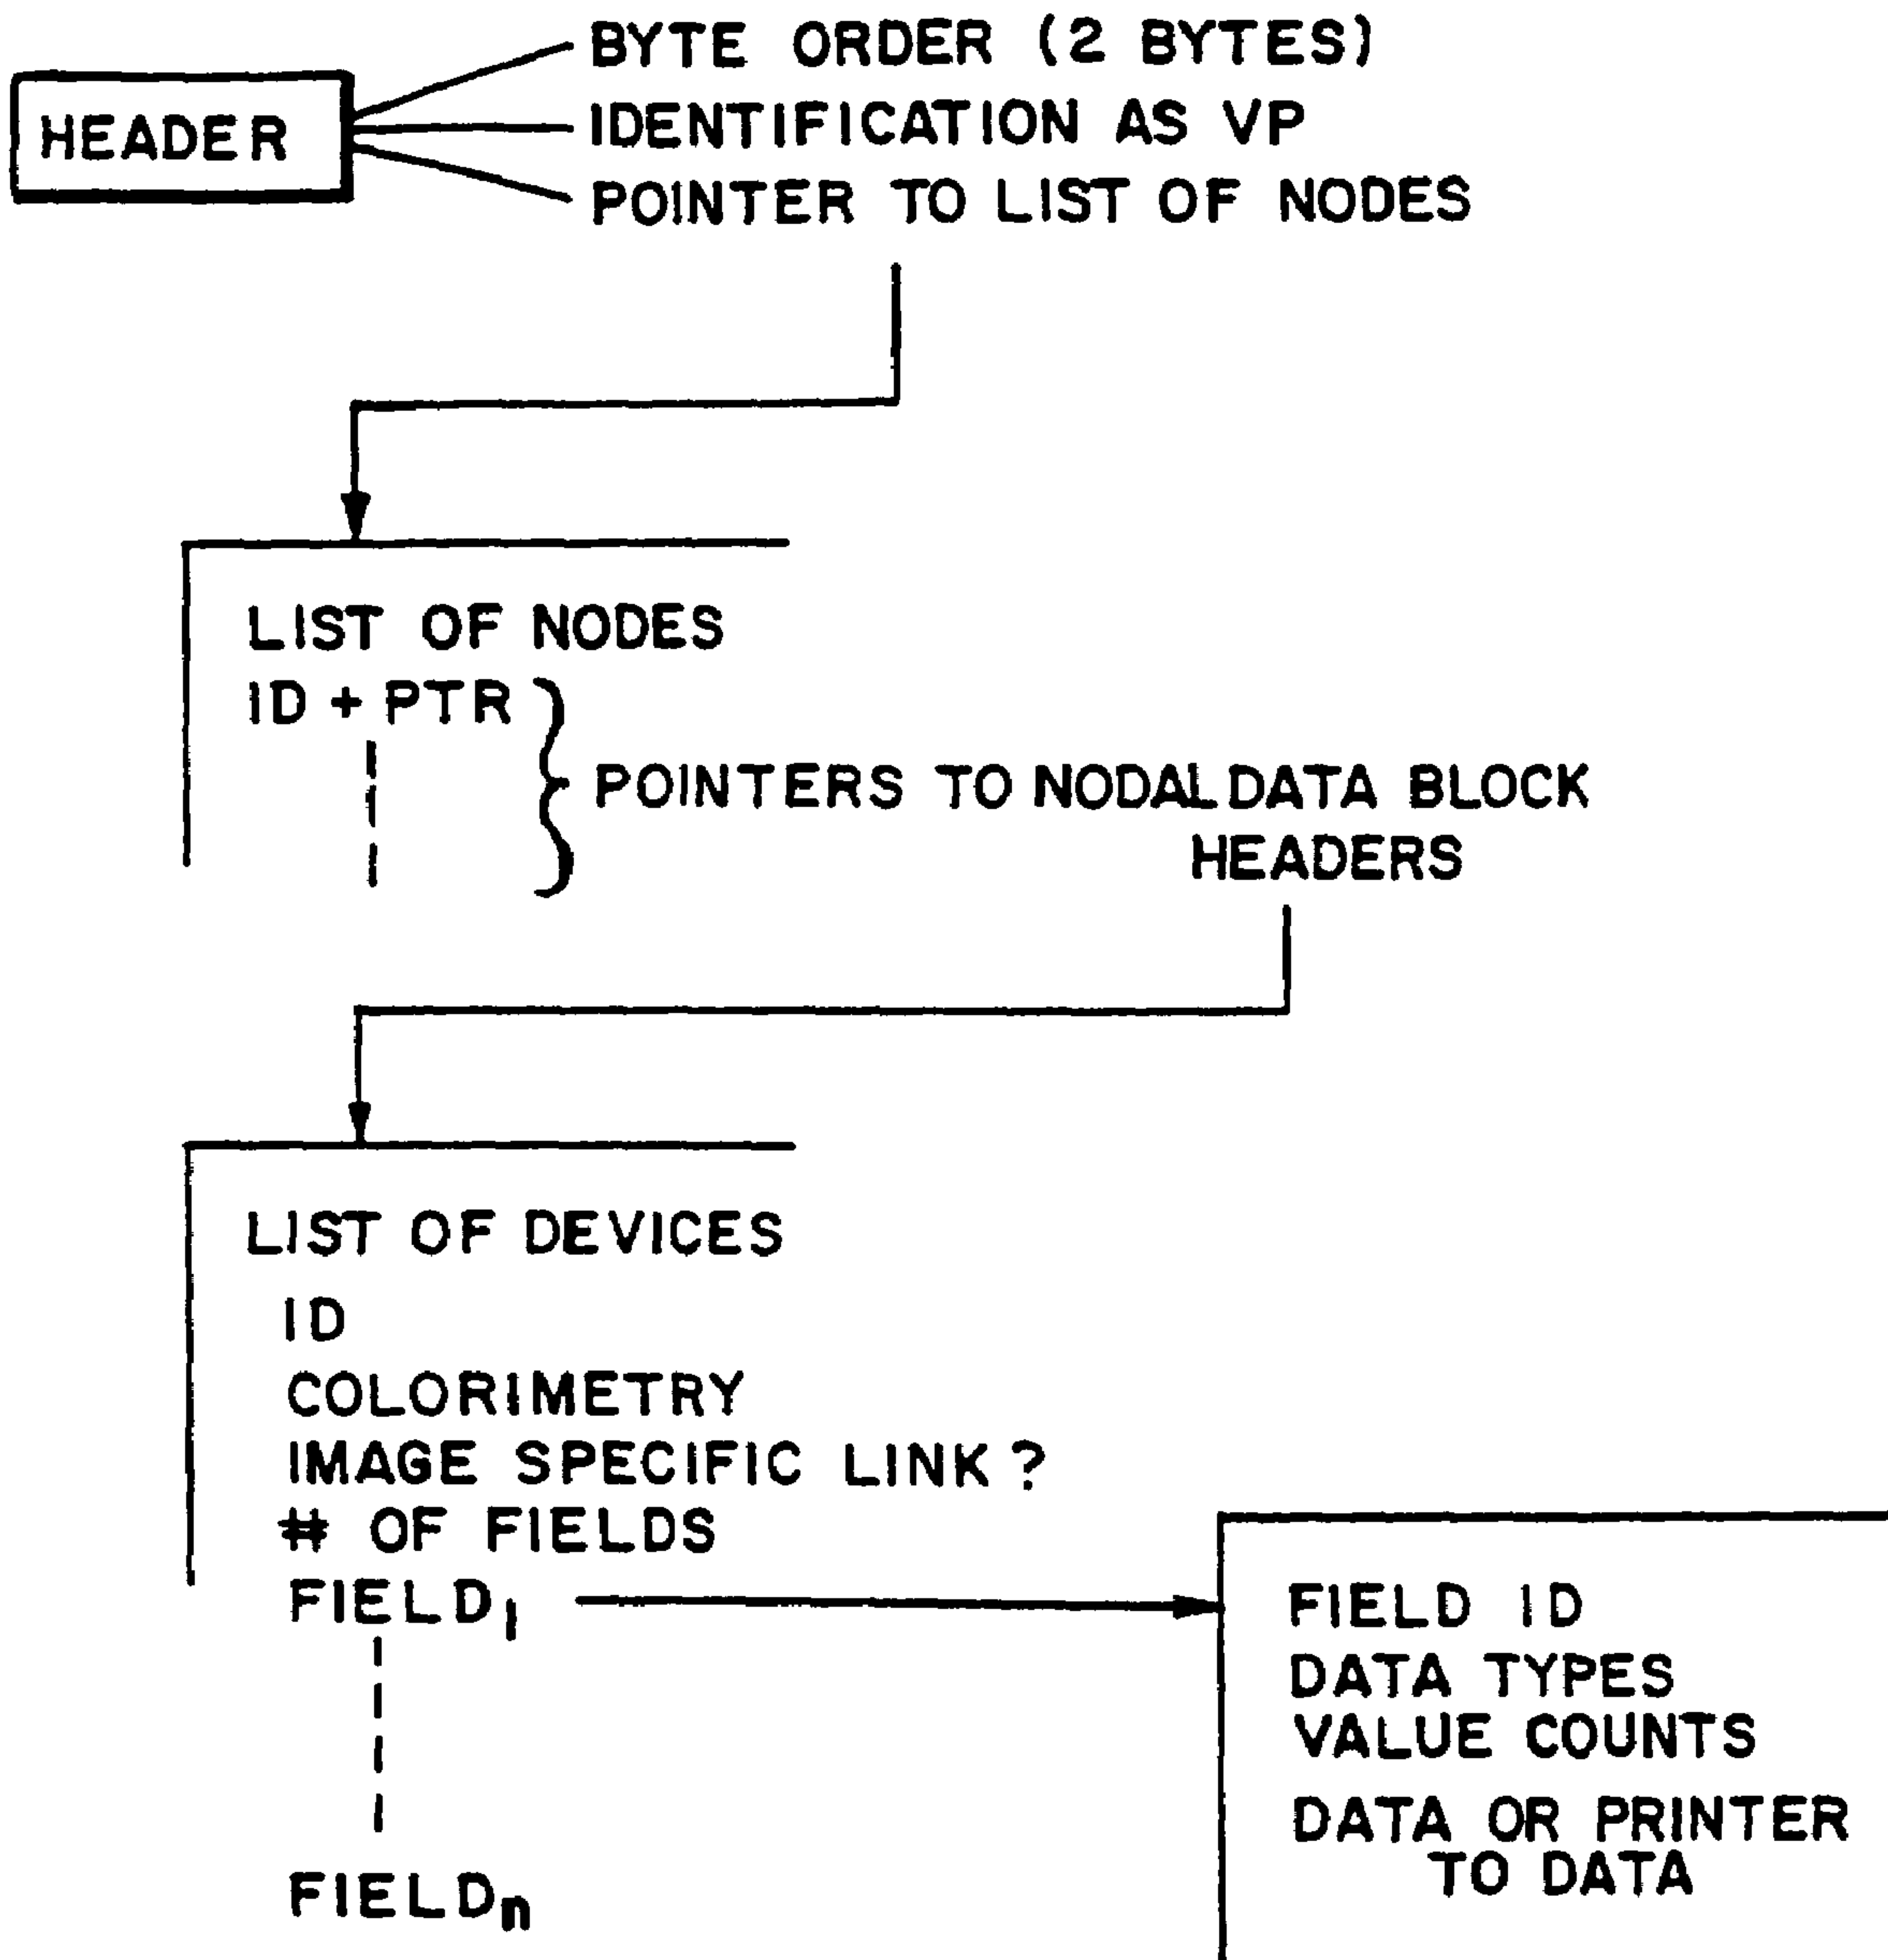 BYTE ORDER (2 BYTES)
HEADER
IDENTIFICATION AS VP
POINTER TO LIST OF NODES
LIST OF NODES
ID + PTR
POINTERS TO NODAL DATA BLOCK
HEADERS
LIST OF DEVICES
ID
COLORIMETRY
IMAGE SPECIFIC LINK ?
# OF FIELDS
FIELD₁
FIELDₙ
FIELD ID
DATA TYPES
VALUE COUNTS
DATA OR PRINTER
TO DATA